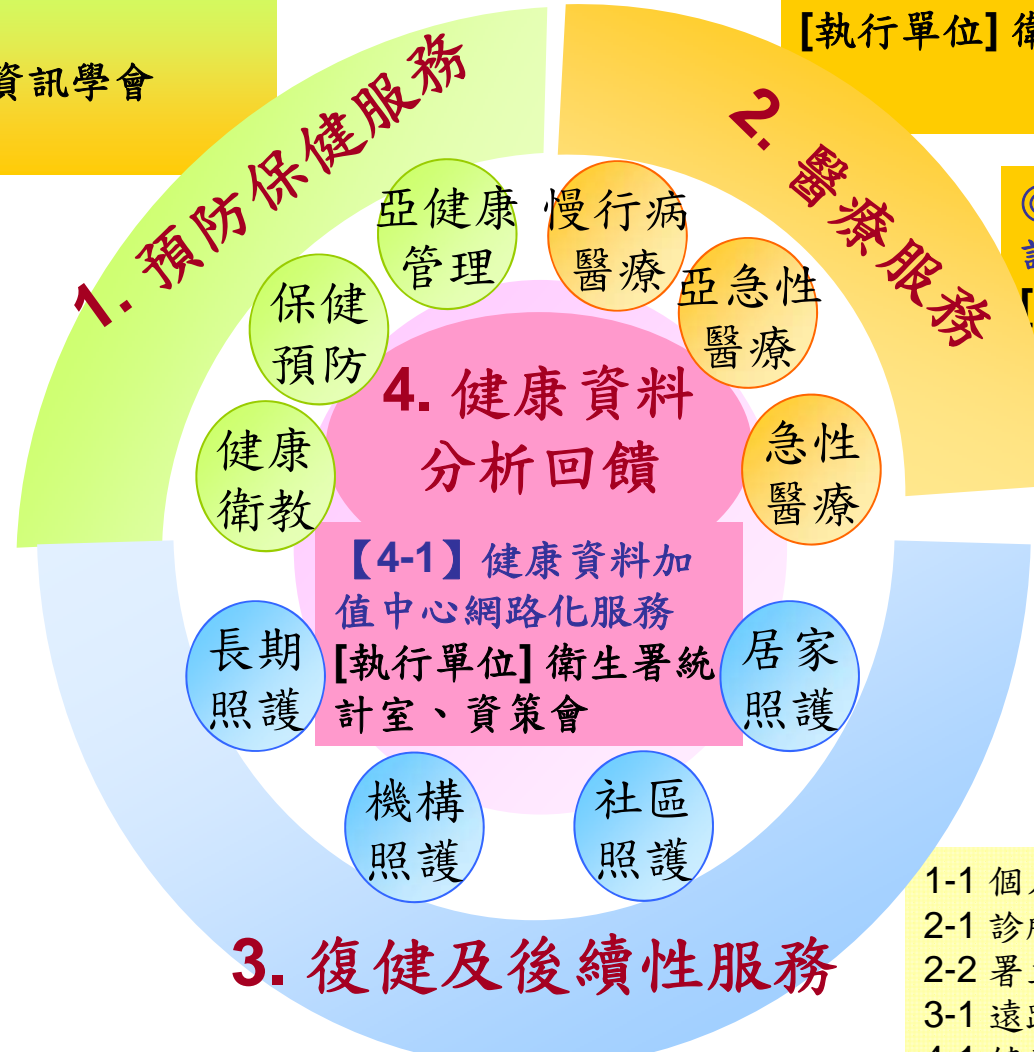 資訊學會
[執行單位] 衛
1. 預防保健服務
2. 醫療服務
亞健康
管理
慢行病
醫療
保健
預防
亞急性
醫療
健康
衛教
急性
醫療
4. 健康資料
分析回饋
【4-1】健康資料加
值中心網路化服務
[執行單位] 衛生署統
計室、資策會
長期
照護
居家
照護
機構
照護
社區
照護
3. 復健及後續性服務
1-1 個
2-1 診
2-2 署
3-1 遠
4-1